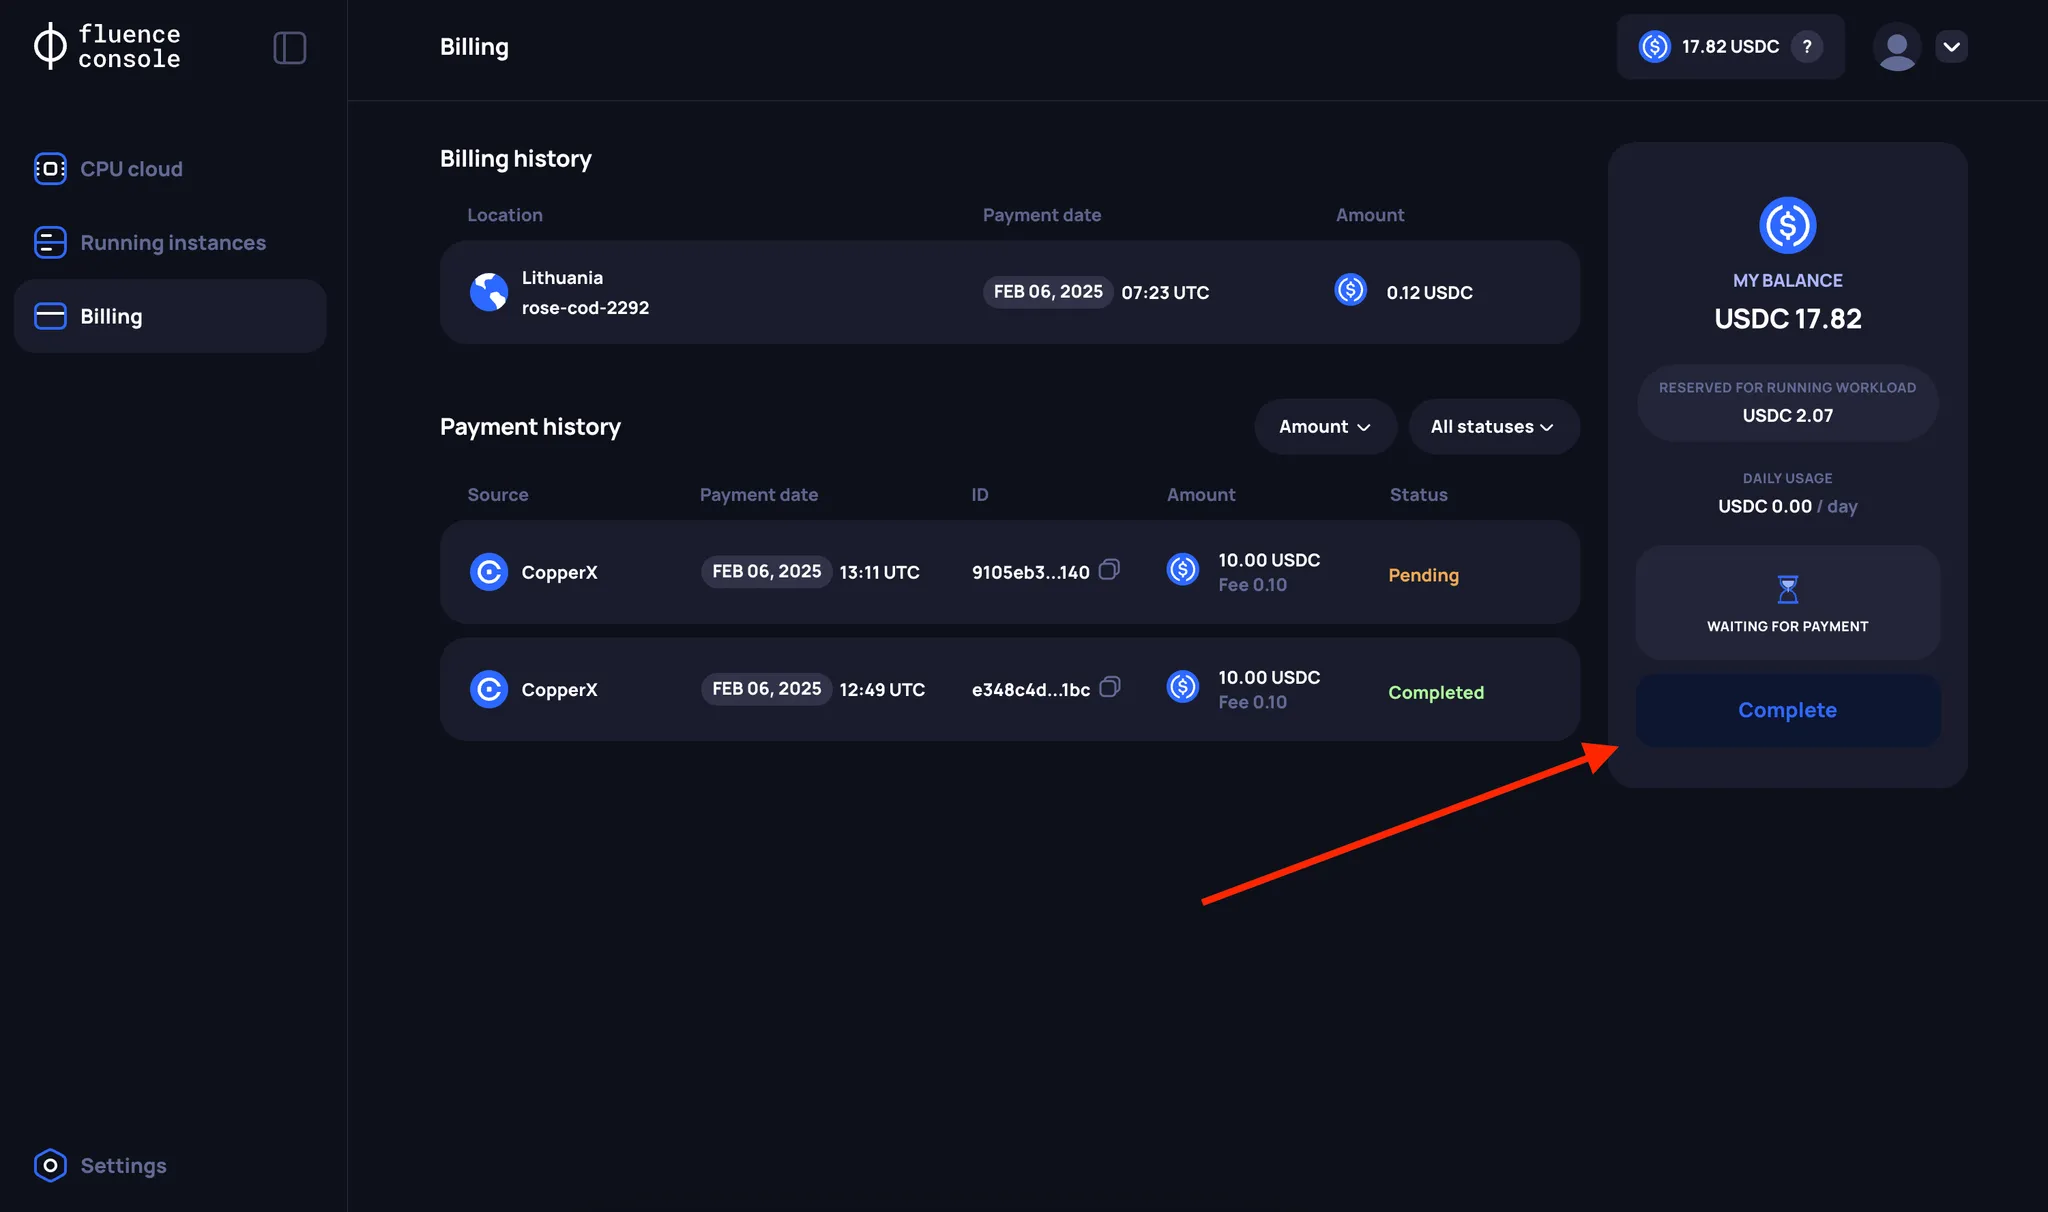 fluence
console
CPU cloud
Running instances
Billing
Settings
Billing
17.82 USDC ?
Billing history
Location Payment date Amount
Lithuania
rose-cod-2292
FEB 06, 2025 07:23 UTC
0.12 USDC
Payment history
Amount
All statuses
Source Payment date ID Amount Status
CopperX FEB 06, 2025 13:11 UTC 9105eb3...140 10.00 USDC
Fee 0.10
Pending
CopperX FEB 06, 2025 12:49 UTC e348c4d...1bc 10.00 USDC
Fee 0.10
Completed
MY BALANCE
USDC 17.82
RESERVED FOR RUNNING WORKLOAD
USDC 2.07
DAILY USAGE
USDC 0.00 / day
WAITING FOR PAYMENT
Complete